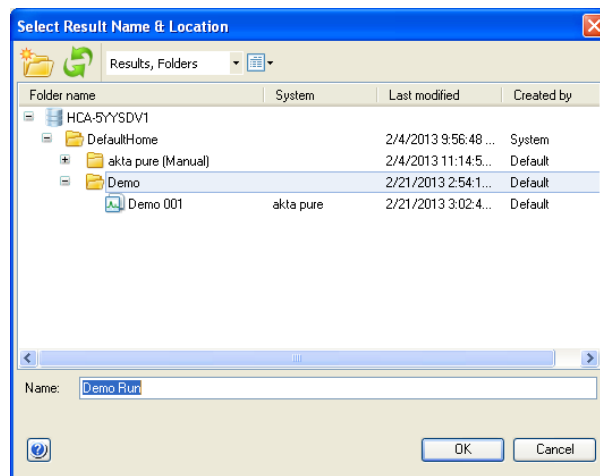 Select Result Name & Location
Results, Folders
Folder name System Last modified Created by
HCA-5YYSDV1
DefaultHome 2/4/2013 9:56:48 ... System
akta pure (Manual) 2/4/2013 11:14:5... Default
Demo 2/21/2013 2:54:1... Default
Demo 001 akta pure 2/21/2013 3:02:4... Default
Name: Demo Run
OK Cancel